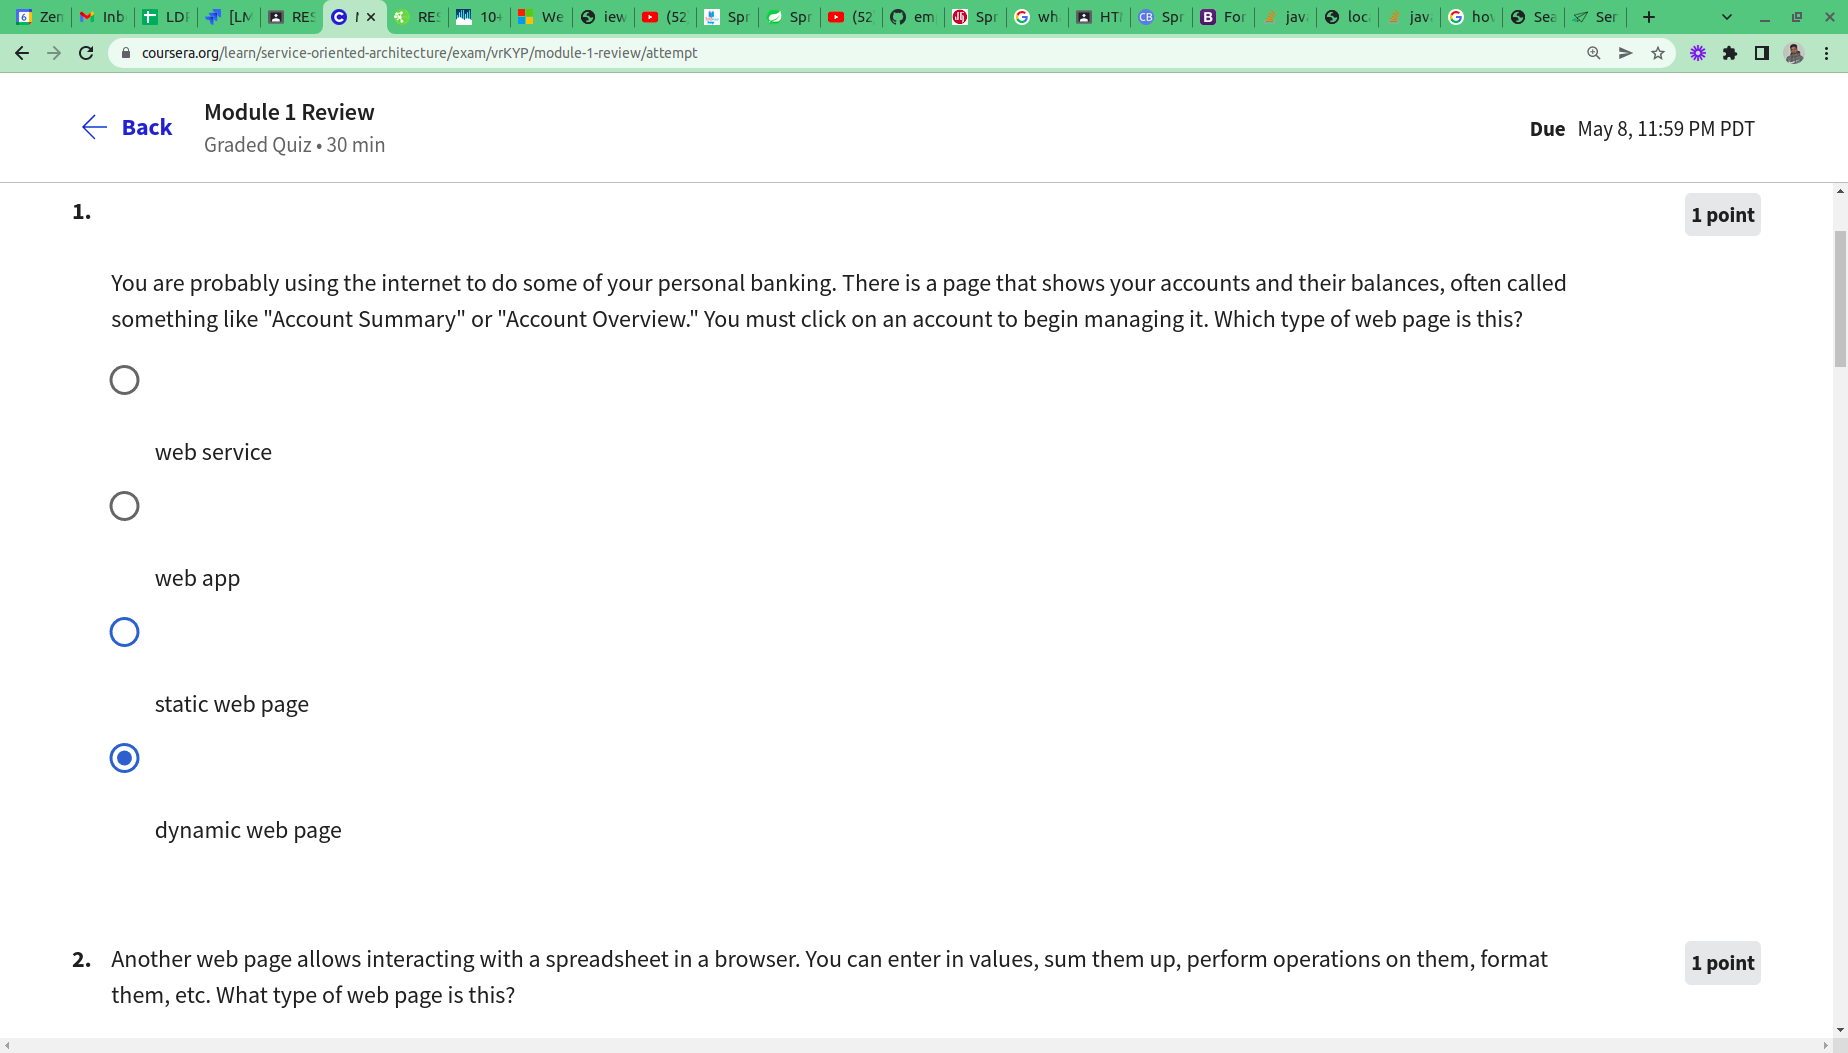 Zen
Inb
LDF
[LM
RES
RES
10+
We
iew
(52
Spr
Spr
(52
em
Spr
wh
HTI
CB
Spr
For
java
loc
java
hov
Sea
Ser
coursera.org/learn/service-oriented-architecture/exam/vrKYP/module-1-review/attempt
Back
Module 1 Review
Graded Quiz • 30 min
Due May 8, 11:59 PM PDT
1.
1 point
You are probably using the internet to do some of your personal banking. There is a page that shows your accounts and their balances, often called
something like "Account Summary" or "Account Overview." You must click on an account to begin managing it. Which type of web page is this?
web service
web app
static web page
dynamic web page
2. Another web page allows interacting with a spreadsheet in a browser. You can enter in values, sum them up, perform operations on them, format
1 point
them, etc. What type of web page is this?